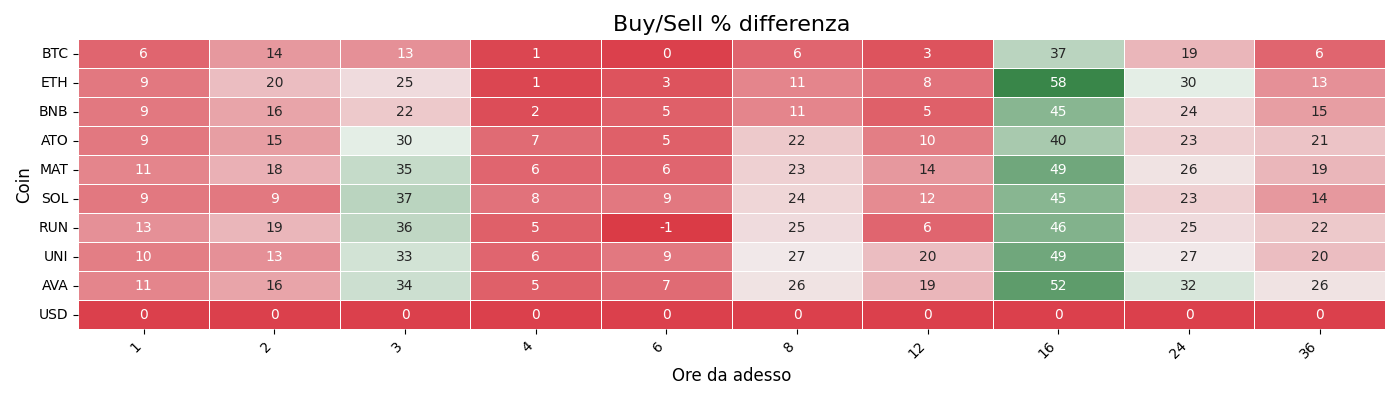 Buy/Sell % differenza
Coin
BTC 6 14 13 1 0 6 3 37 19 6
ETH 9 20 25 1 3 11 8 58 30 13
BNB 9 16 22 2 5 11 5 45 24 15
ATO 9 15 30 7 5 22 10 40 23 21
MAT 11 18 35 6 6 23 14 49 26 19
SOL 9 9 37 8 9 24 12 45 23 14
RUN 13 19 36 5 -1 25 6 46 25 22
UNI 10 13 33 6 9 27 20 49 27 20
AVA 11 16 34 5 7 26 19 52 32 26
USD 0 0 0 0 0 0 0 0 0 0
1 2 3 4 6 8 12 16 24 36
Ore da adesso